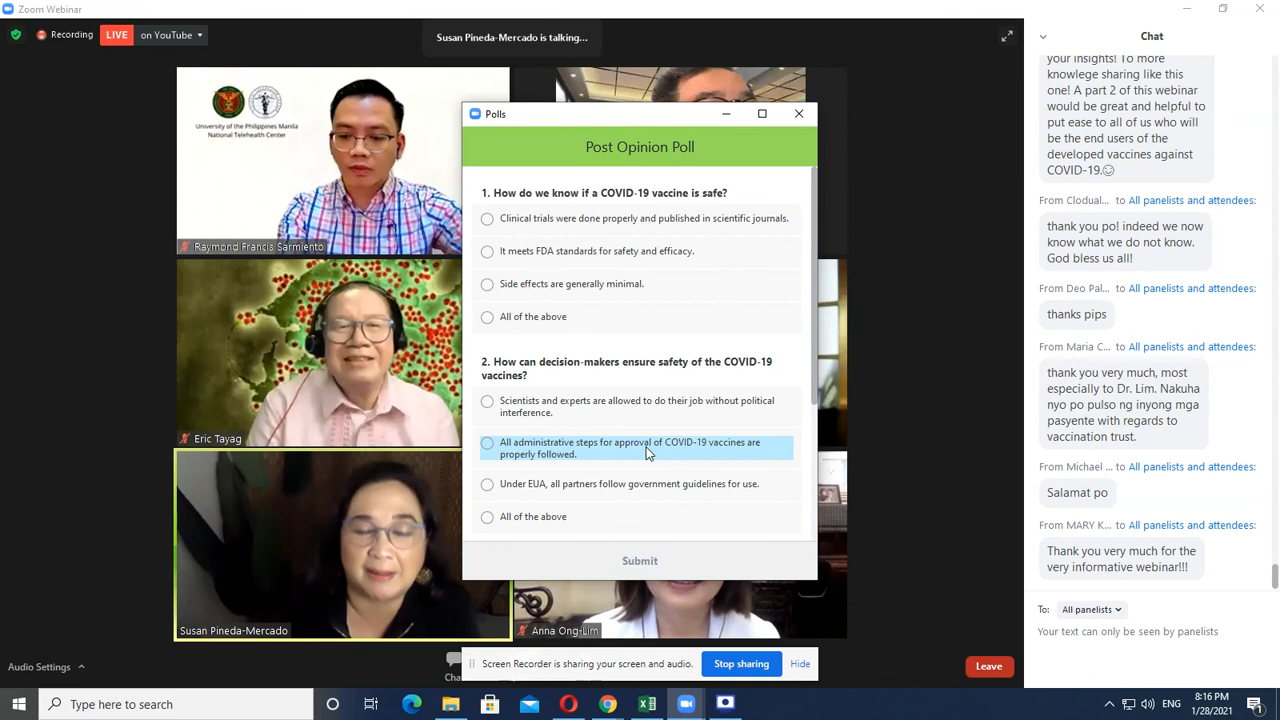 Zoom Webinar
Recording
LIVE
on YouTube
Susan Pineda-Mercado is talking...
University of the Philippines Manila
National Telehealth Center
Raymond Francis Sarmiento
Eric Tayag
Susan Pineda-Mercado
Anna Ong-Lim
Polls
Post Opinion Poll
1. How do we know if a COVID-19 vaccine is safe?
Clinical trials were done properly and published in scientific journals.
It meets FDA standards for safety and efficacy.
Side effects are generally minimal.
All of the above
2. How can decision-makers ensure safety of the COVID-19
vaccines?
Scientists and experts are allowed to do their job without political
interference.
All administrative steps for approval of COVID-19 vaccines are
properly followed.
Under EUA, all partners follow government guidelines for use.
All of the above
Submit
Screen Recorder is sharing your screen and audio.
Stop sharing
Hide
Audio Settings
Leave
Chat
your insights! To more
knowlege sharing like this
one! A part 2 of this webinar
would be great and helpful to
put ease to all of us who will
be the end users of the
developed vaccines against
COVID-19.☺
From Clodual... to All panelists and attendees:
thank you po! indeed we now
know what we do not know.
God bless us all!
From Deo Pal... to All panelists and attendees:
thanks pips
From Maria C... to All panelists and attendees:
thank you very much, most
especially to Dr. Lim. Nakuha
nyo po pulso ng inyong mga
pasyente with regards to
vaccination trust.
From Michael ... to All panelists and attendees:
Salamat po
From MARY K... to All panelists and attendees:
Thank you very much for the
very informative webinar!!!
To: All panelists
Your text can only be seen by panelists
Type here to search
ENG
8:16 PM
1/28/2021